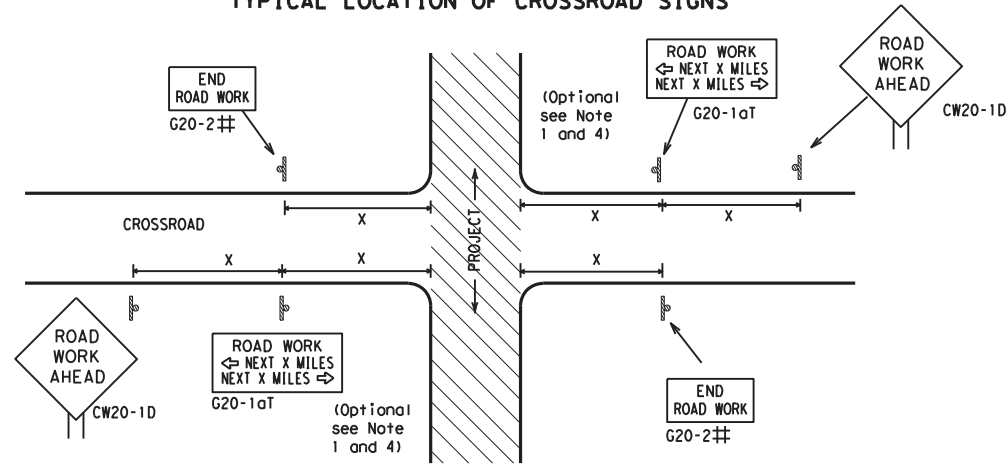 TYPICAL LOCATION OF CROSSROAD SIGNS
END
ROAD WORK
G20-2#
(Optional
see Note
1 and 4)
ROAD WORK
⇦ NEXT X MILES
NEXT X MILES ⇨
G20-1aT
ROAD
WORK
AHEAD
CW20-1D
CROSSROAD
X
X
X
PROJECT
X
X
X
ROAD
WORK
AHEAD
CW20-1D
ROAD WORK
⇦ NEXT X MILES
NEXT X MILES ⇨
G20-1aT
(Optional
see Note
1 and 4)
END
ROAD WORK
G20-2#